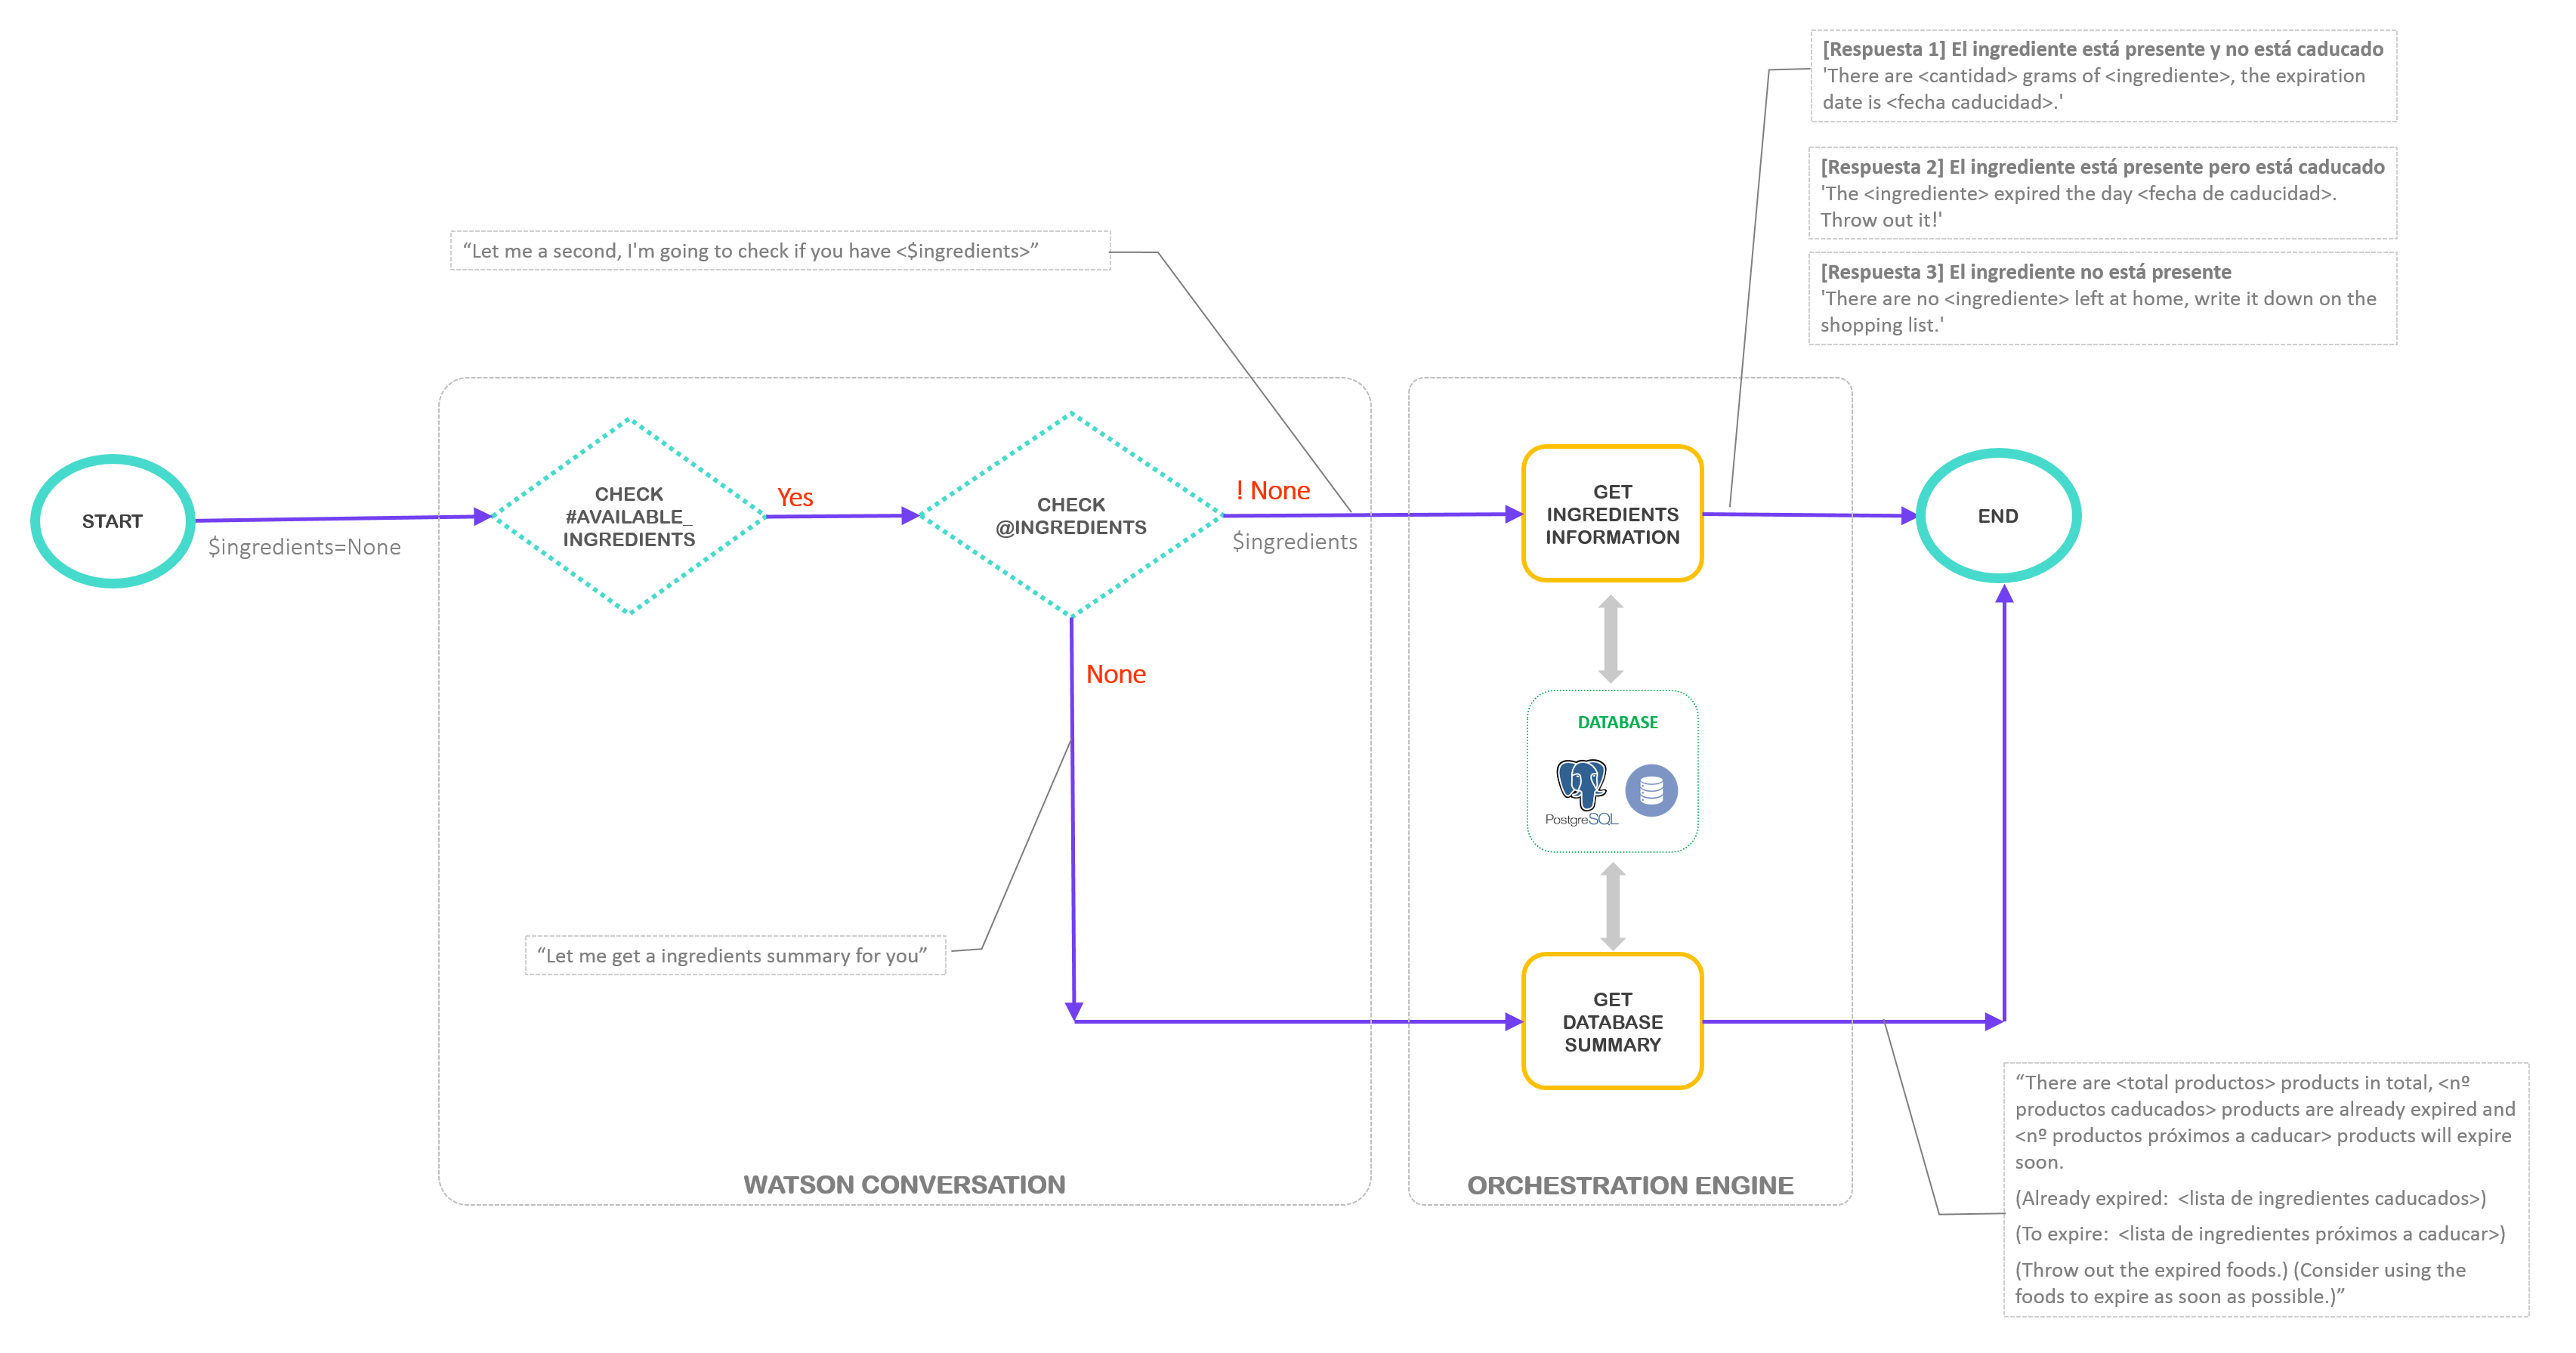 [Respuesta 1] El ingrediente está presente y no está caducado
'There are <cantidad> grams of <ingrediente>, the expiration
date is <fecha caducidad>.'
[Respuesta 2] El ingrediente está presente pero está caducado
'The <ingrediente> expired the day <fecha de caducidad>.
Throw out it!'
[Respuesta 3] El ingrediente no está presente
'There are no <ingrediente> left at home, write it down on the
shopping list.'
“Let me a second, I'm going to check if you have <$ingredients>”
START
$ingredients=None
CHECK
#AVAILABLE_
INGREDIENTS
Yes
CHECK
@INGREDIENTS
! None
$ingredients
GET
INGREDIENTS
INFORMATION
END
None
DATABASE
PostgreSQL
“Let me get a ingredients summary for you”
GET
DATABASE
SUMMARY
WATSON CONVERSATION
ORCHESTRATION ENGINE
“There are <total productos> products in total, <nº
productos caducados> products are already expired and
<nº productos próximos a caducar> products will expire
soon.
(Already expired: <lista de ingredientes caducados>)
(To expire: <lista de ingredientes próximos a caducar>)
(Throw out the expired foods.) (Consider using the
foods to expire as soon as possible.)”